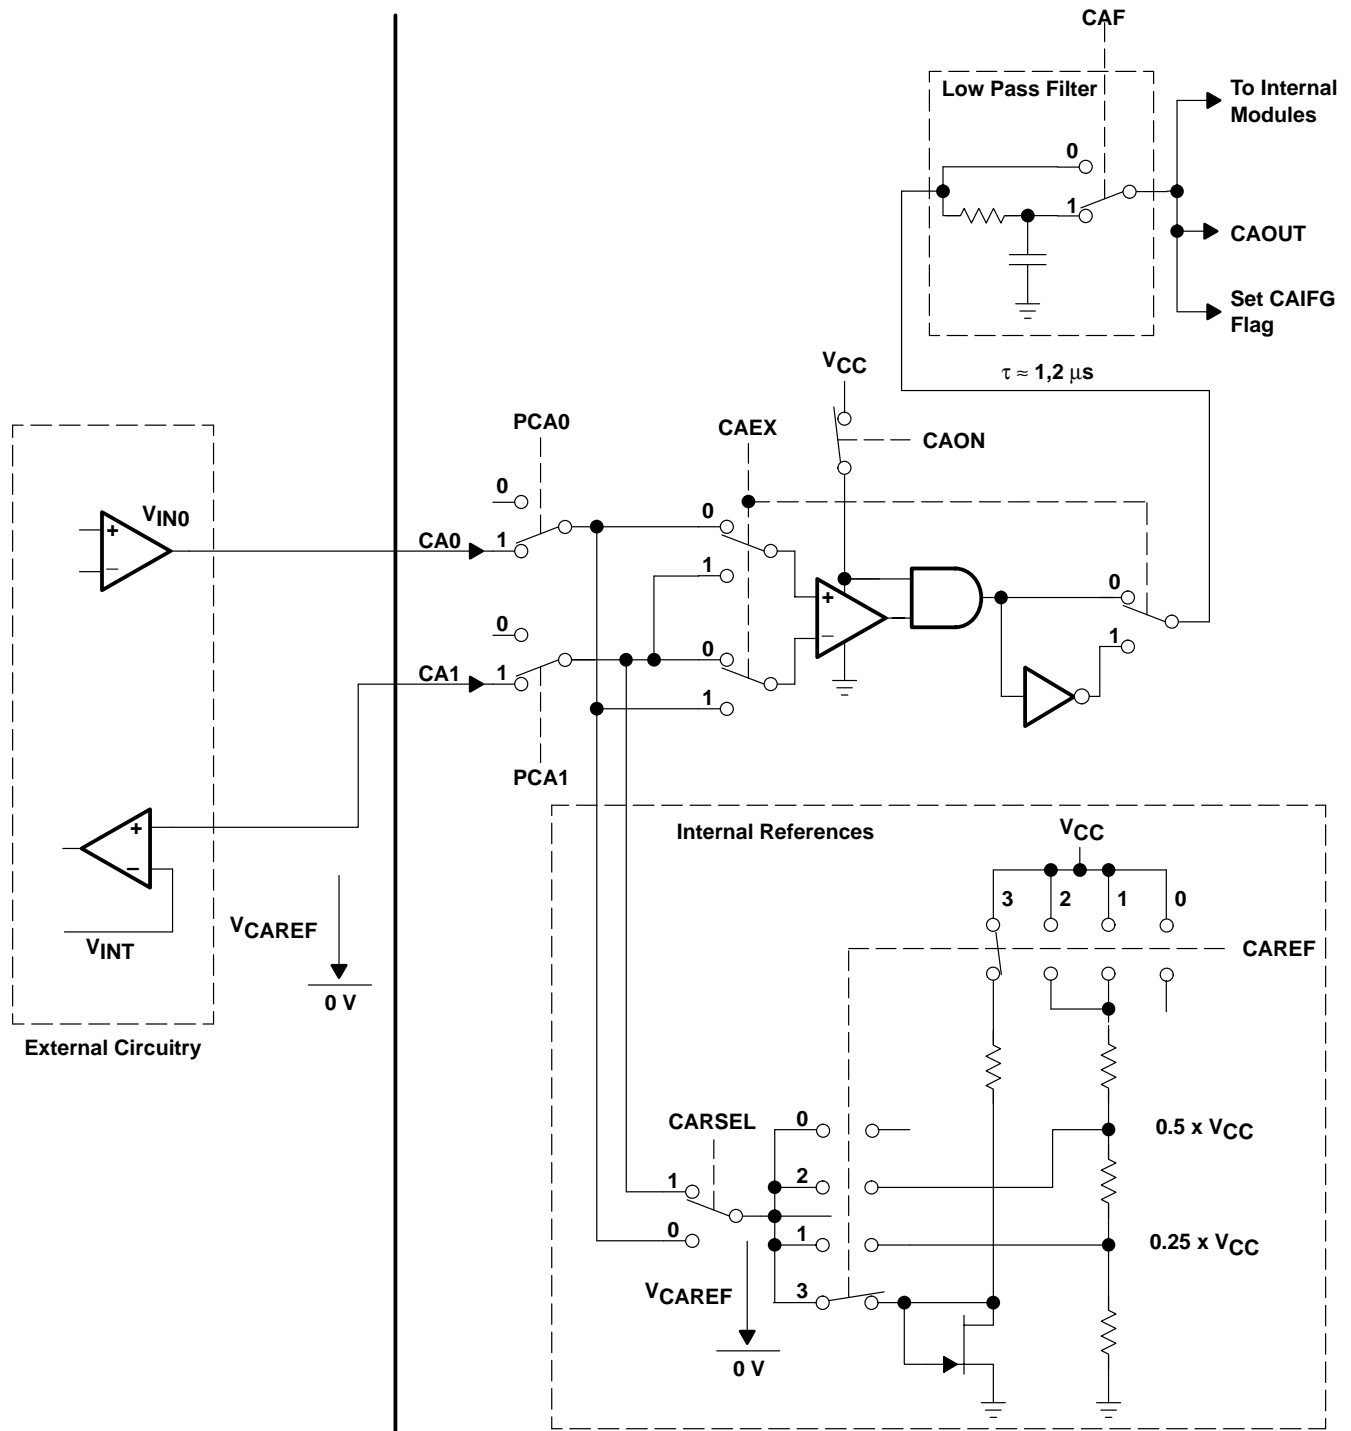 CAF
Low Pass Filter
To Internal
Modules
0
1
CAOUT
Set CAIFG
Flag
VCC
τ ≈ 1,2 μs
PCA0
CAEX
CAON
0
VIN0
+
–
CA0
1
0
1
+
–
0
1
0
CA1
1
0
1
PCA1
Internal References
VCC
3 2 1 0
+
–
VINT
VCAREF
0 V
CAREF
External Circuitry
CARSEL
0
0.5 x VCC
1
2
0
1
0.25 x VCC
VCAREF
3
0 V